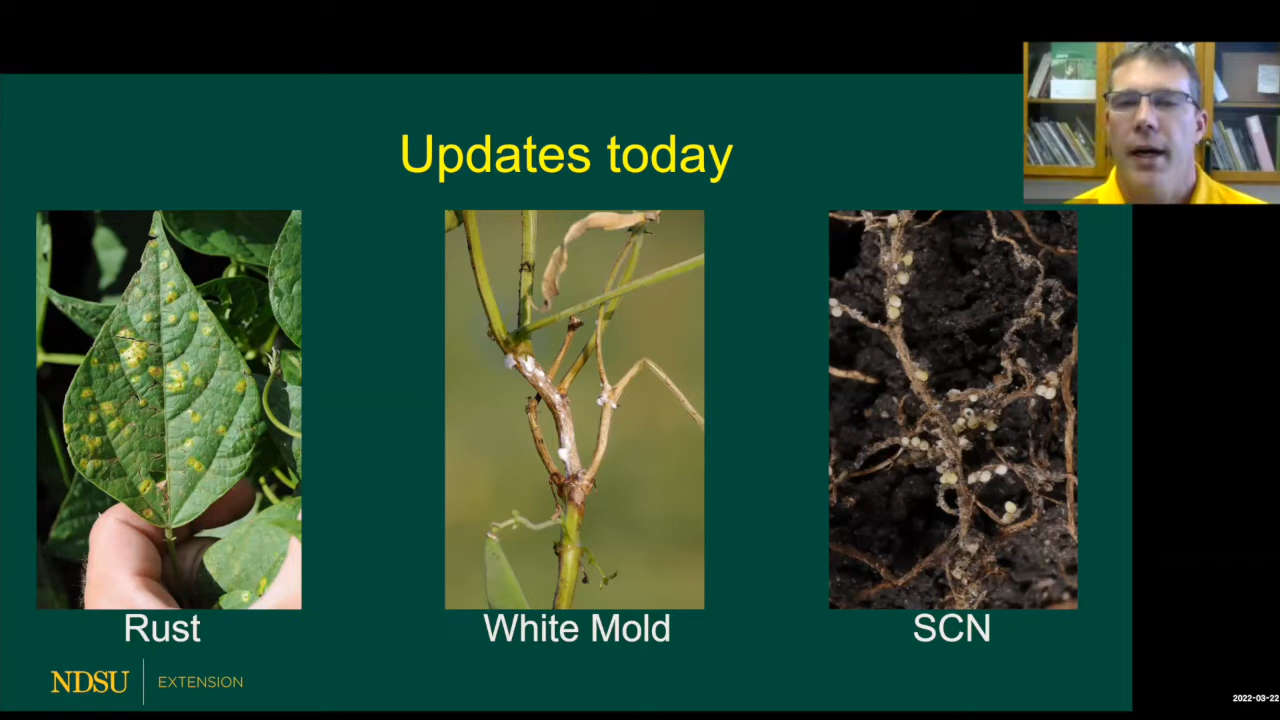 Updates today
Rust
White Mold
SCN
NDSU
EXTENSION
2022-03-22